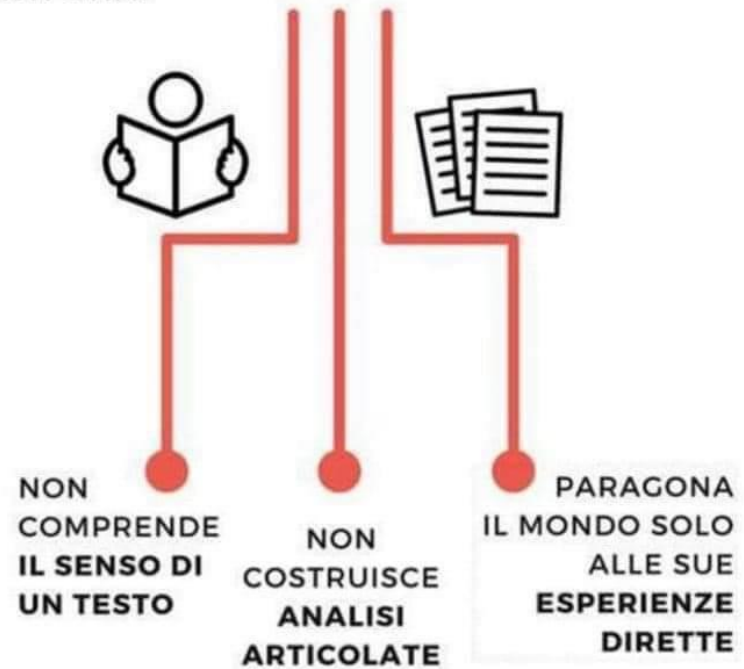 NON
COMPRENDE
IL SENSO DI
UN TESTO
NON
COSTRUISCE
ANALISI
ARTICOLATE
PARAGONA
IL MONDO SOLO
ALLE SUE
ESPERIENZE
DIRETTE